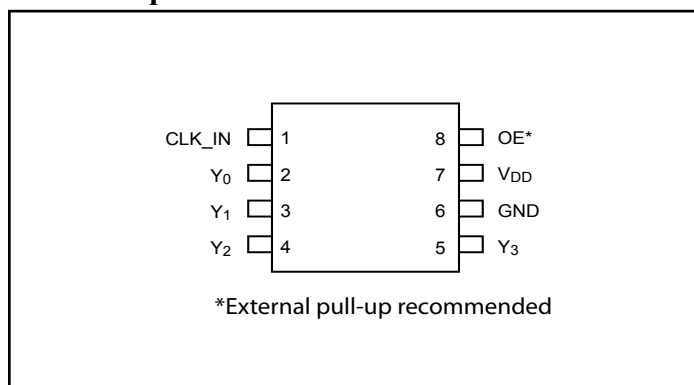 CLK_IN 1 8 OE*
Y0 2 7 VDD
Y1 3 6 GND
Y2 4 5 Y3
*External pull-up recommended